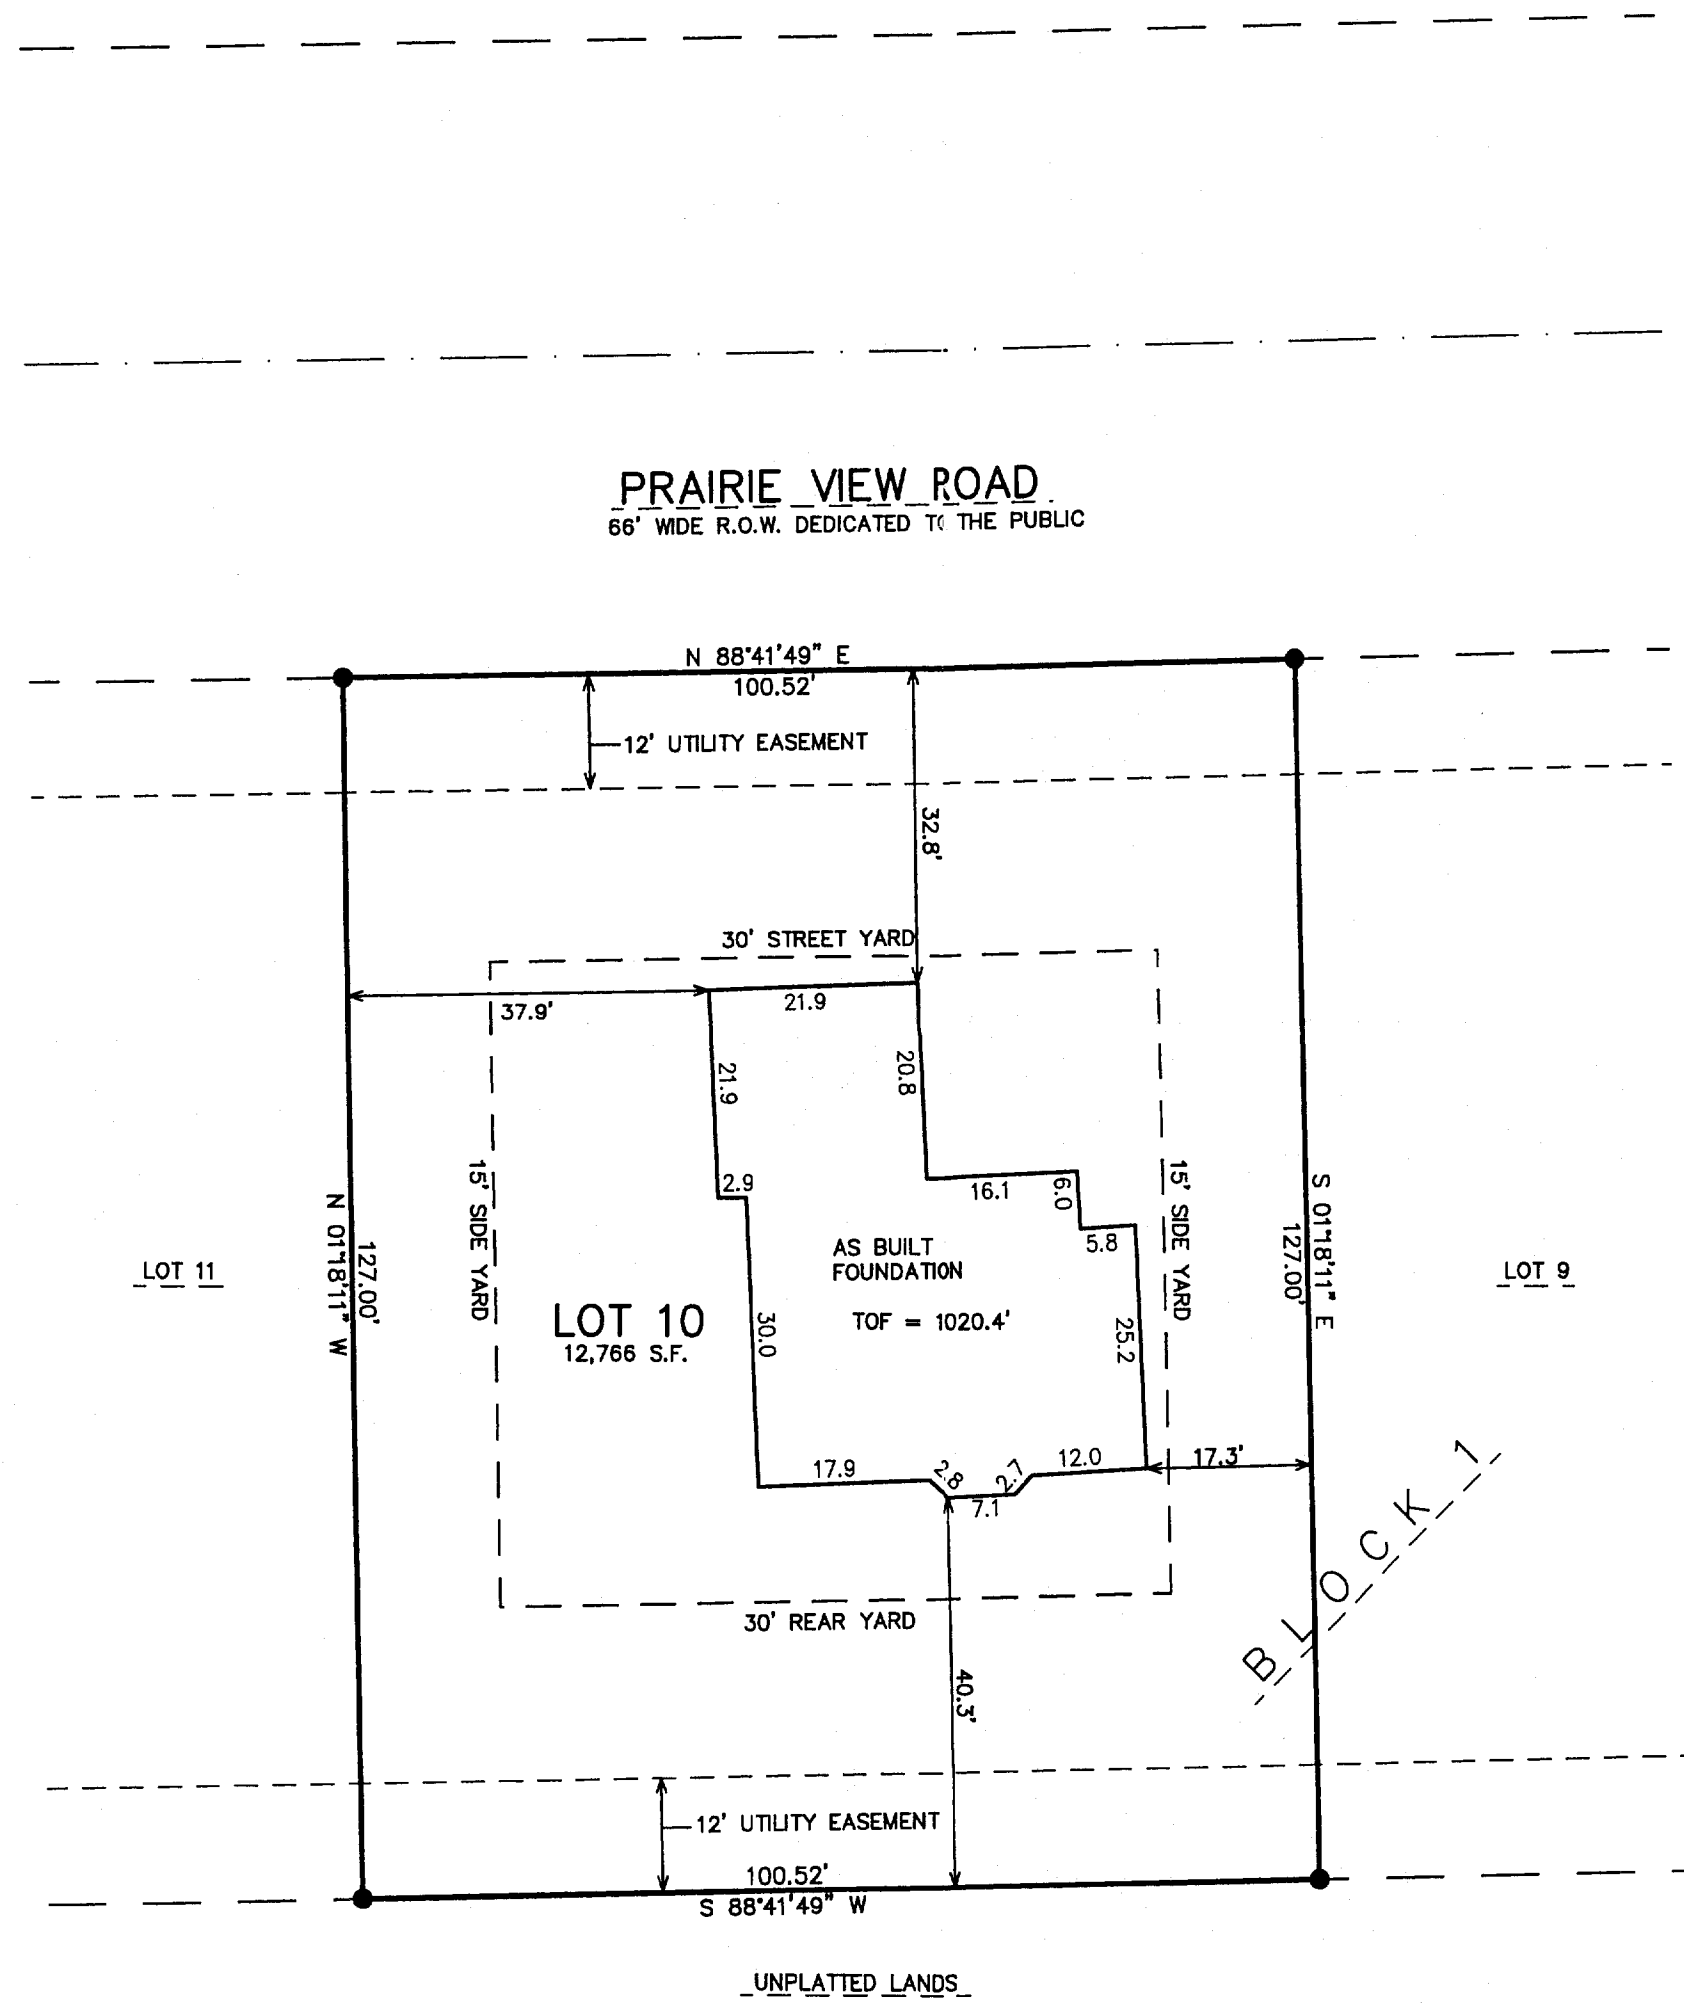 PRAIRIE VIEW ROAD
66' WIDE R.O.W. DEDICATED TO THE PUBLIC
N 88°41'49" E
100.52'
12' UTILITY EASEMENT
32.8'
30' STREET YARD
37.9'
21.9
21.9
20.8
2.9
16.1
6.0
5.8
15' SIDE YARD
15' SIDE YARD
N 01°18'11" W
127.00'
S 01°18'11" E
127.00'
AS BUILT
FOUNDATION
TOF = 1020.4'
LOT 11
LOT 9
LOT 10
12,766 S.F.
30.0
25.2
17.9
2.8
7.1
2.7
12.0
17.3'
BLOCK 1
30' REAR YARD
40.3'
12' UTILITY EASEMENT
100.52'
S 88°41'49" W
UNPLATTED LANDS